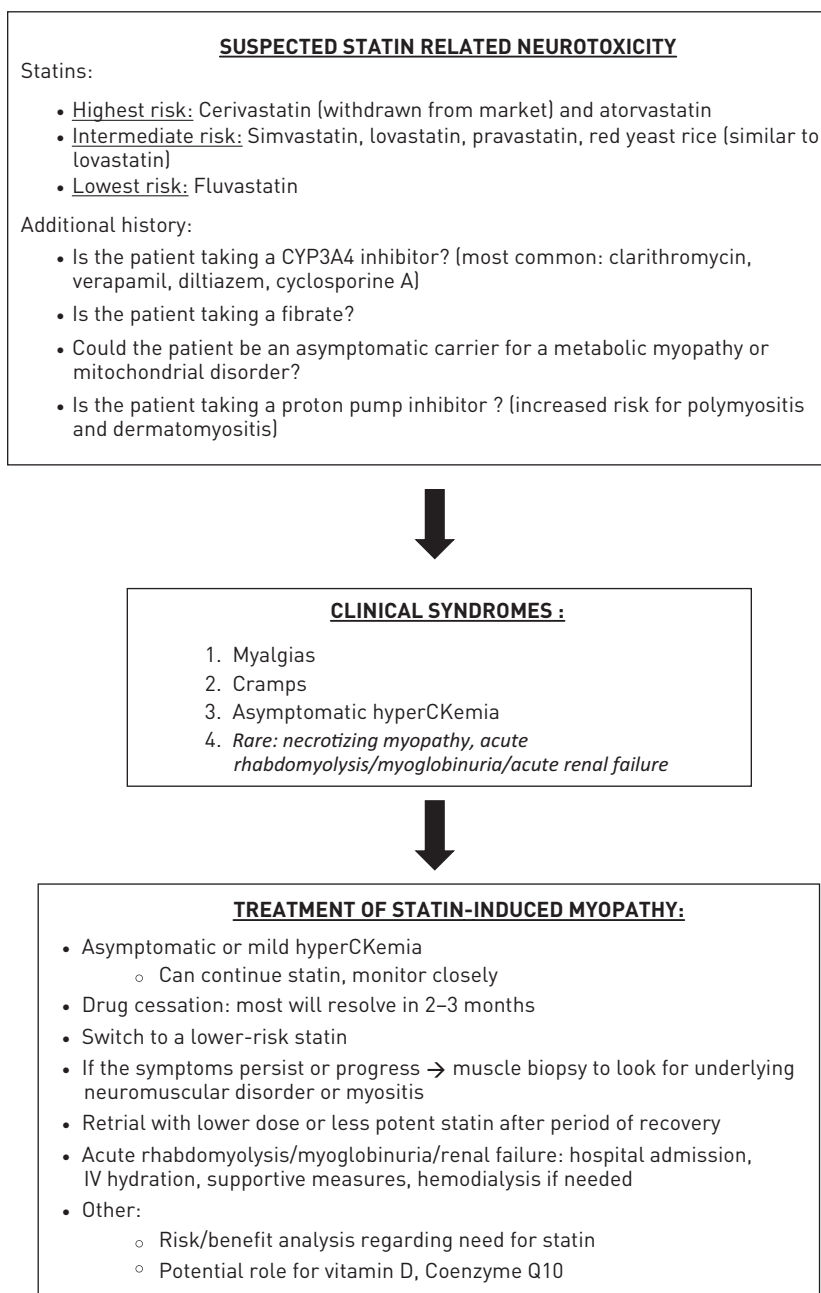 SUSPECTED STATIN RELATED NEUROTOXICITY
Statins:
• Highest risk: Cerivastatin (withdrawn from market) and atorvastatin
• Intermediate risk: Simvastatin, lovastatin, pravastatin, red yeast rice (similar to
lovastatin)
• Lowest risk: Fluvastatin
Additional history:
• Is the patient taking a CYP3A4 inhibitor? (most common: clarithromycin,
verapamil, diltiazem, cyclosporine A)
• Is the patient taking a fibrate?
• Could the patient be an asymptomatic carrier for a metabolic myopathy or
mitochondrial disorder?
• Is the patient taking a proton pump inhibitor ? (increased risk for polymyositis
and dermatomyositis)
CLINICAL SYNDROMES :
1. Myalgias
2. Cramps
3. Asymptomatic hyperCKemia
4. Rare: necrotizing myopathy, acute
rhabdomyolysis/myoglobinuria/acute renal failure
TREATMENT OF STATIN-INDUCED MYOPATHY:
• Asymptomatic or mild hyperCKemia
○ Can continue statin, monitor closely
• Drug cessation: most will resolve in 2–3 months
• Switch to a lower-risk statin
• If the symptoms persist or progress → muscle biopsy to look for underlying
neuromuscular disorder or myositis
• Retrial with lower dose or less potent statin after period of recovery
• Acute rhabdomyolysis/myoglobinuria/renal failure: hospital admission,
IV hydration, supportive measures, hemodialysis if needed
• Other:
○ Risk/benefit analysis regarding need for statin
○ Potential role for vitamin D, Coenzyme Q10